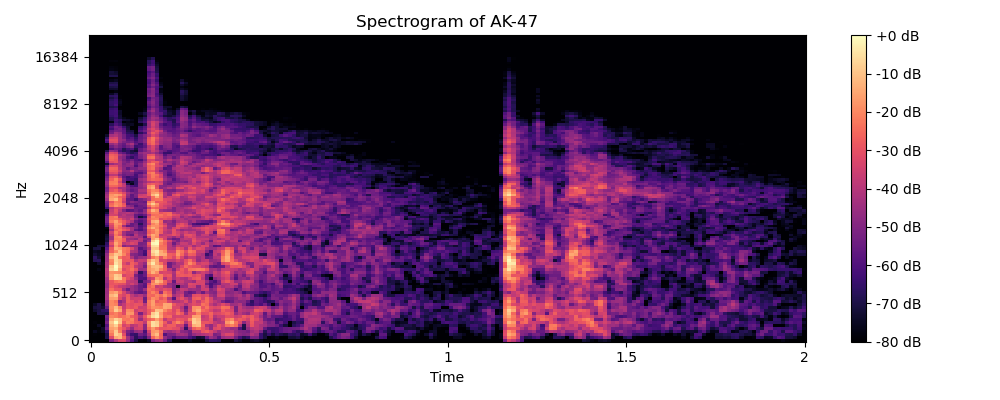 Spectrogram of AK-47
Hz
16384
8192
4096
2048
1024
512
0
0
0.5
1
1.5
2
Time
+0 dB
-10 dB
-20 dB
-30 dB
-40 dB
-50 dB
-60 dB
-70 dB
-80 dB